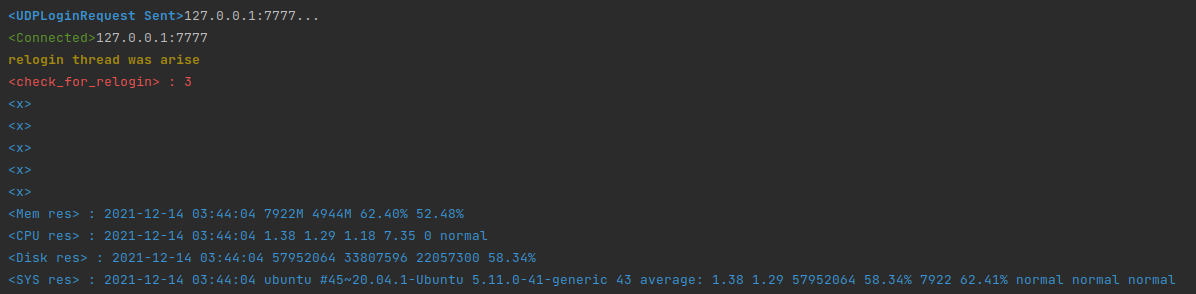 <UDPLoginRequest Sent>127.0.0.1:7777...
<Connected>127.0.0.1:7777
relogin thread was arise
<check_for_relogin> : 3
<x>
<x>
<x>
<x>
<x>
<Mem res> : 2021-12-14 03:44:04 7922M 4944M 62.40% 52.48%
<CPU res> : 2021-12-14 03:44:04 1.38 1.29 1.18 7.35 0 normal
<Disk res> : 2021-12-14 03:44:04 57952064 33807596 22057300 58.34%
<SYS res> : 2021-12-14 03:44:04 ubuntu #45~20.04.1-Ubuntu 5.11.0-41-generic 43 average: 1.38 1.29 57952064 58.34% 7922 62.41% normal normal normal